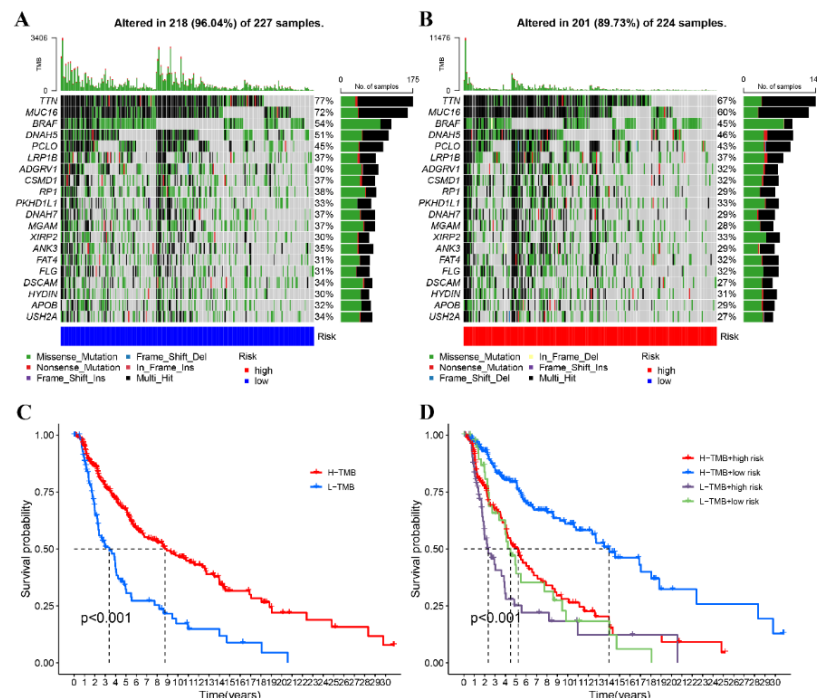 A
Altered in 218 (96.04%) of 227 samples.
3406
TMB
0
0 175
No. of samples
TTN 77%
MUC16 72%
BRAF 54%
DNAH5 51%
PCLO 45%
LRP1B 37%
ADGRV1 40%
CSMD1 37%
RP1 38%
PKHD1L1 33%
DNAH7 37%
MGAM 37%
XIRP2 30%
ANK3 35%
FAT4 31%
FLG 31%
DSCAM 34%
HYDIN 30%
APOB 32%
USH2A 34%
Missense_Mutation Frame_Shift_Del Risk
Nonsense_Mutation In_Frame_Ins high
Frame_Shift_Ins Multi_Hit low
B
Altered in 201 (89.73%) of 224 samples.
11476
TMB
0
0 14
No. of samples
TTN 67%
MUC16 60%
BRAF 45%
DNAH5 46%
PCLO 43%
LRP1B 37%
ADGRV1 32%
CSMD1 32%
RP1 29%
PKHD1L1 33%
DNAH7 29%
MGAM 28%
XIRP2 33%
ANK3 29%
FAT4 32%
FLG 32%
DSCAM 27%
HYDIN 31%
APOB 29%
USH2A 27%
Missense_Mutation In_Frame_Del Risk
Nonsense_Mutation Frame_Shift_Ins high
Frame_Shift_Del Multi_Hit low
C
H-TMB
L-TMB
Survival probability
1.00
0.75
0.50
0.25
0.00
p<0.001
0 1 2 3 4 5 6 7 8 9 10 11 12 13 14 15 16 17 18 19 20 21 22 23 24 25 26 27 28 29 30
Time(years)
D
H-TMB+high risk
H-TMB+low risk
L-TMB+high risk
L-TMB+low risk
Survival probability
1.00
0.75
0.50
0.25
0.00
p<0.001
0 1 2 3 4 5 6 7 8 9 10 11 12 13 14 15 16 17 18 19 20 21 22 23 24 25 26 27 28 29 30
Time(years)